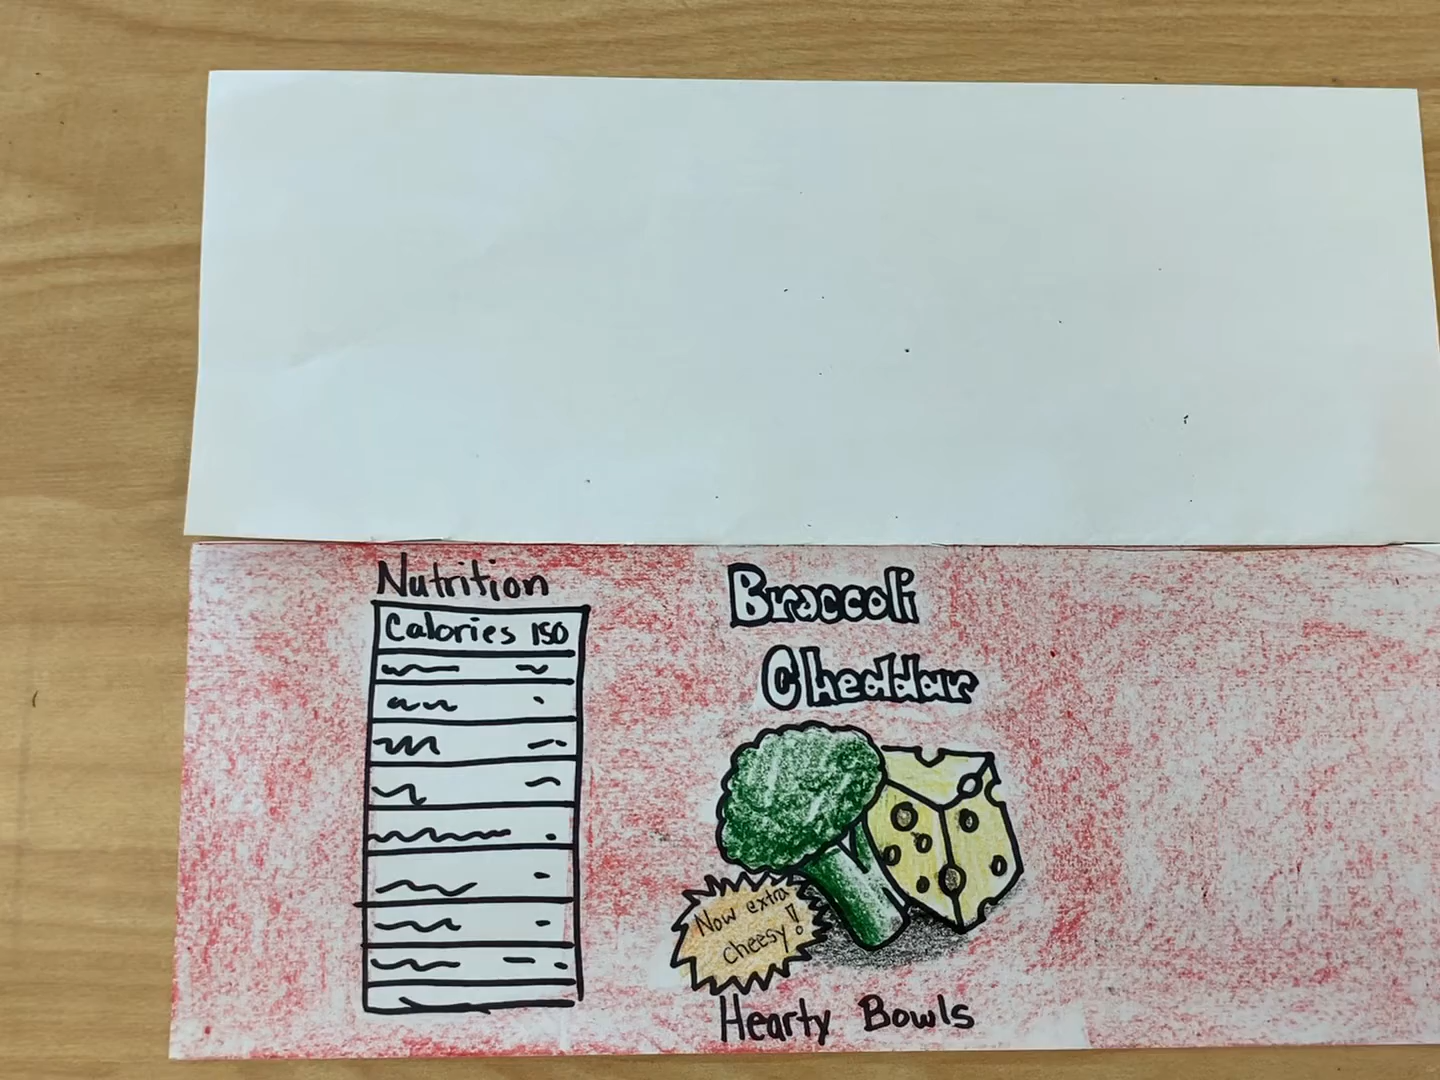 Nutrition
Calories 150
Braccoli
Cheddar
Now extra
cheesy!
Hearty Bowls